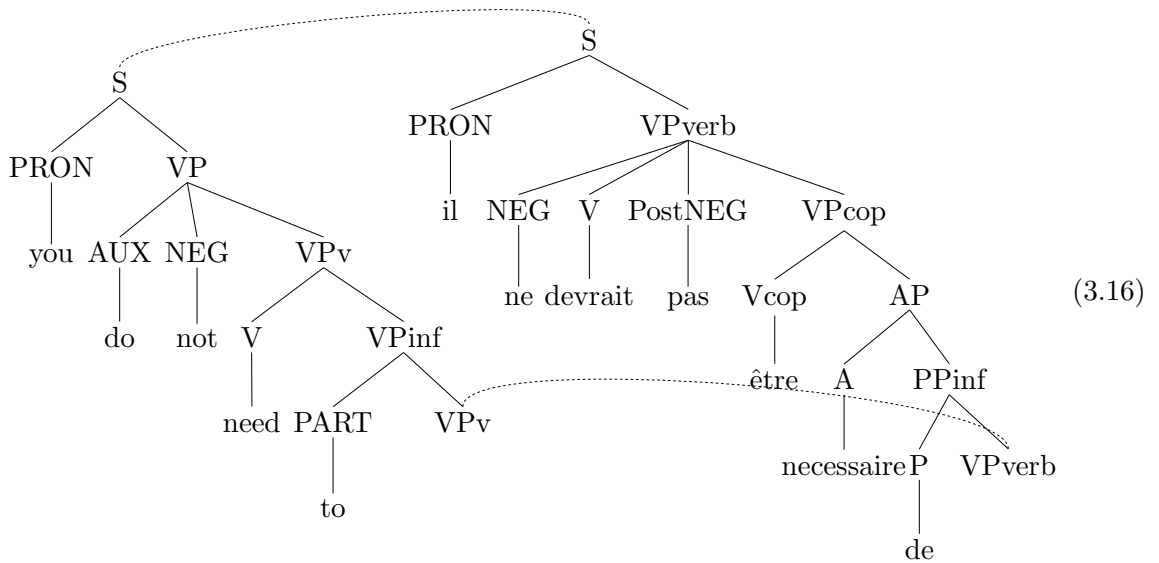 S
S
PRON VPverb
PRON VP
il NEG V PostNEG VPcop
you AUX NEG VPv
ne devrait pas Vcop AP (3.16)
do not V VPinf
être A PPinf
need PART VPv
necessaire P VPverb
to
de